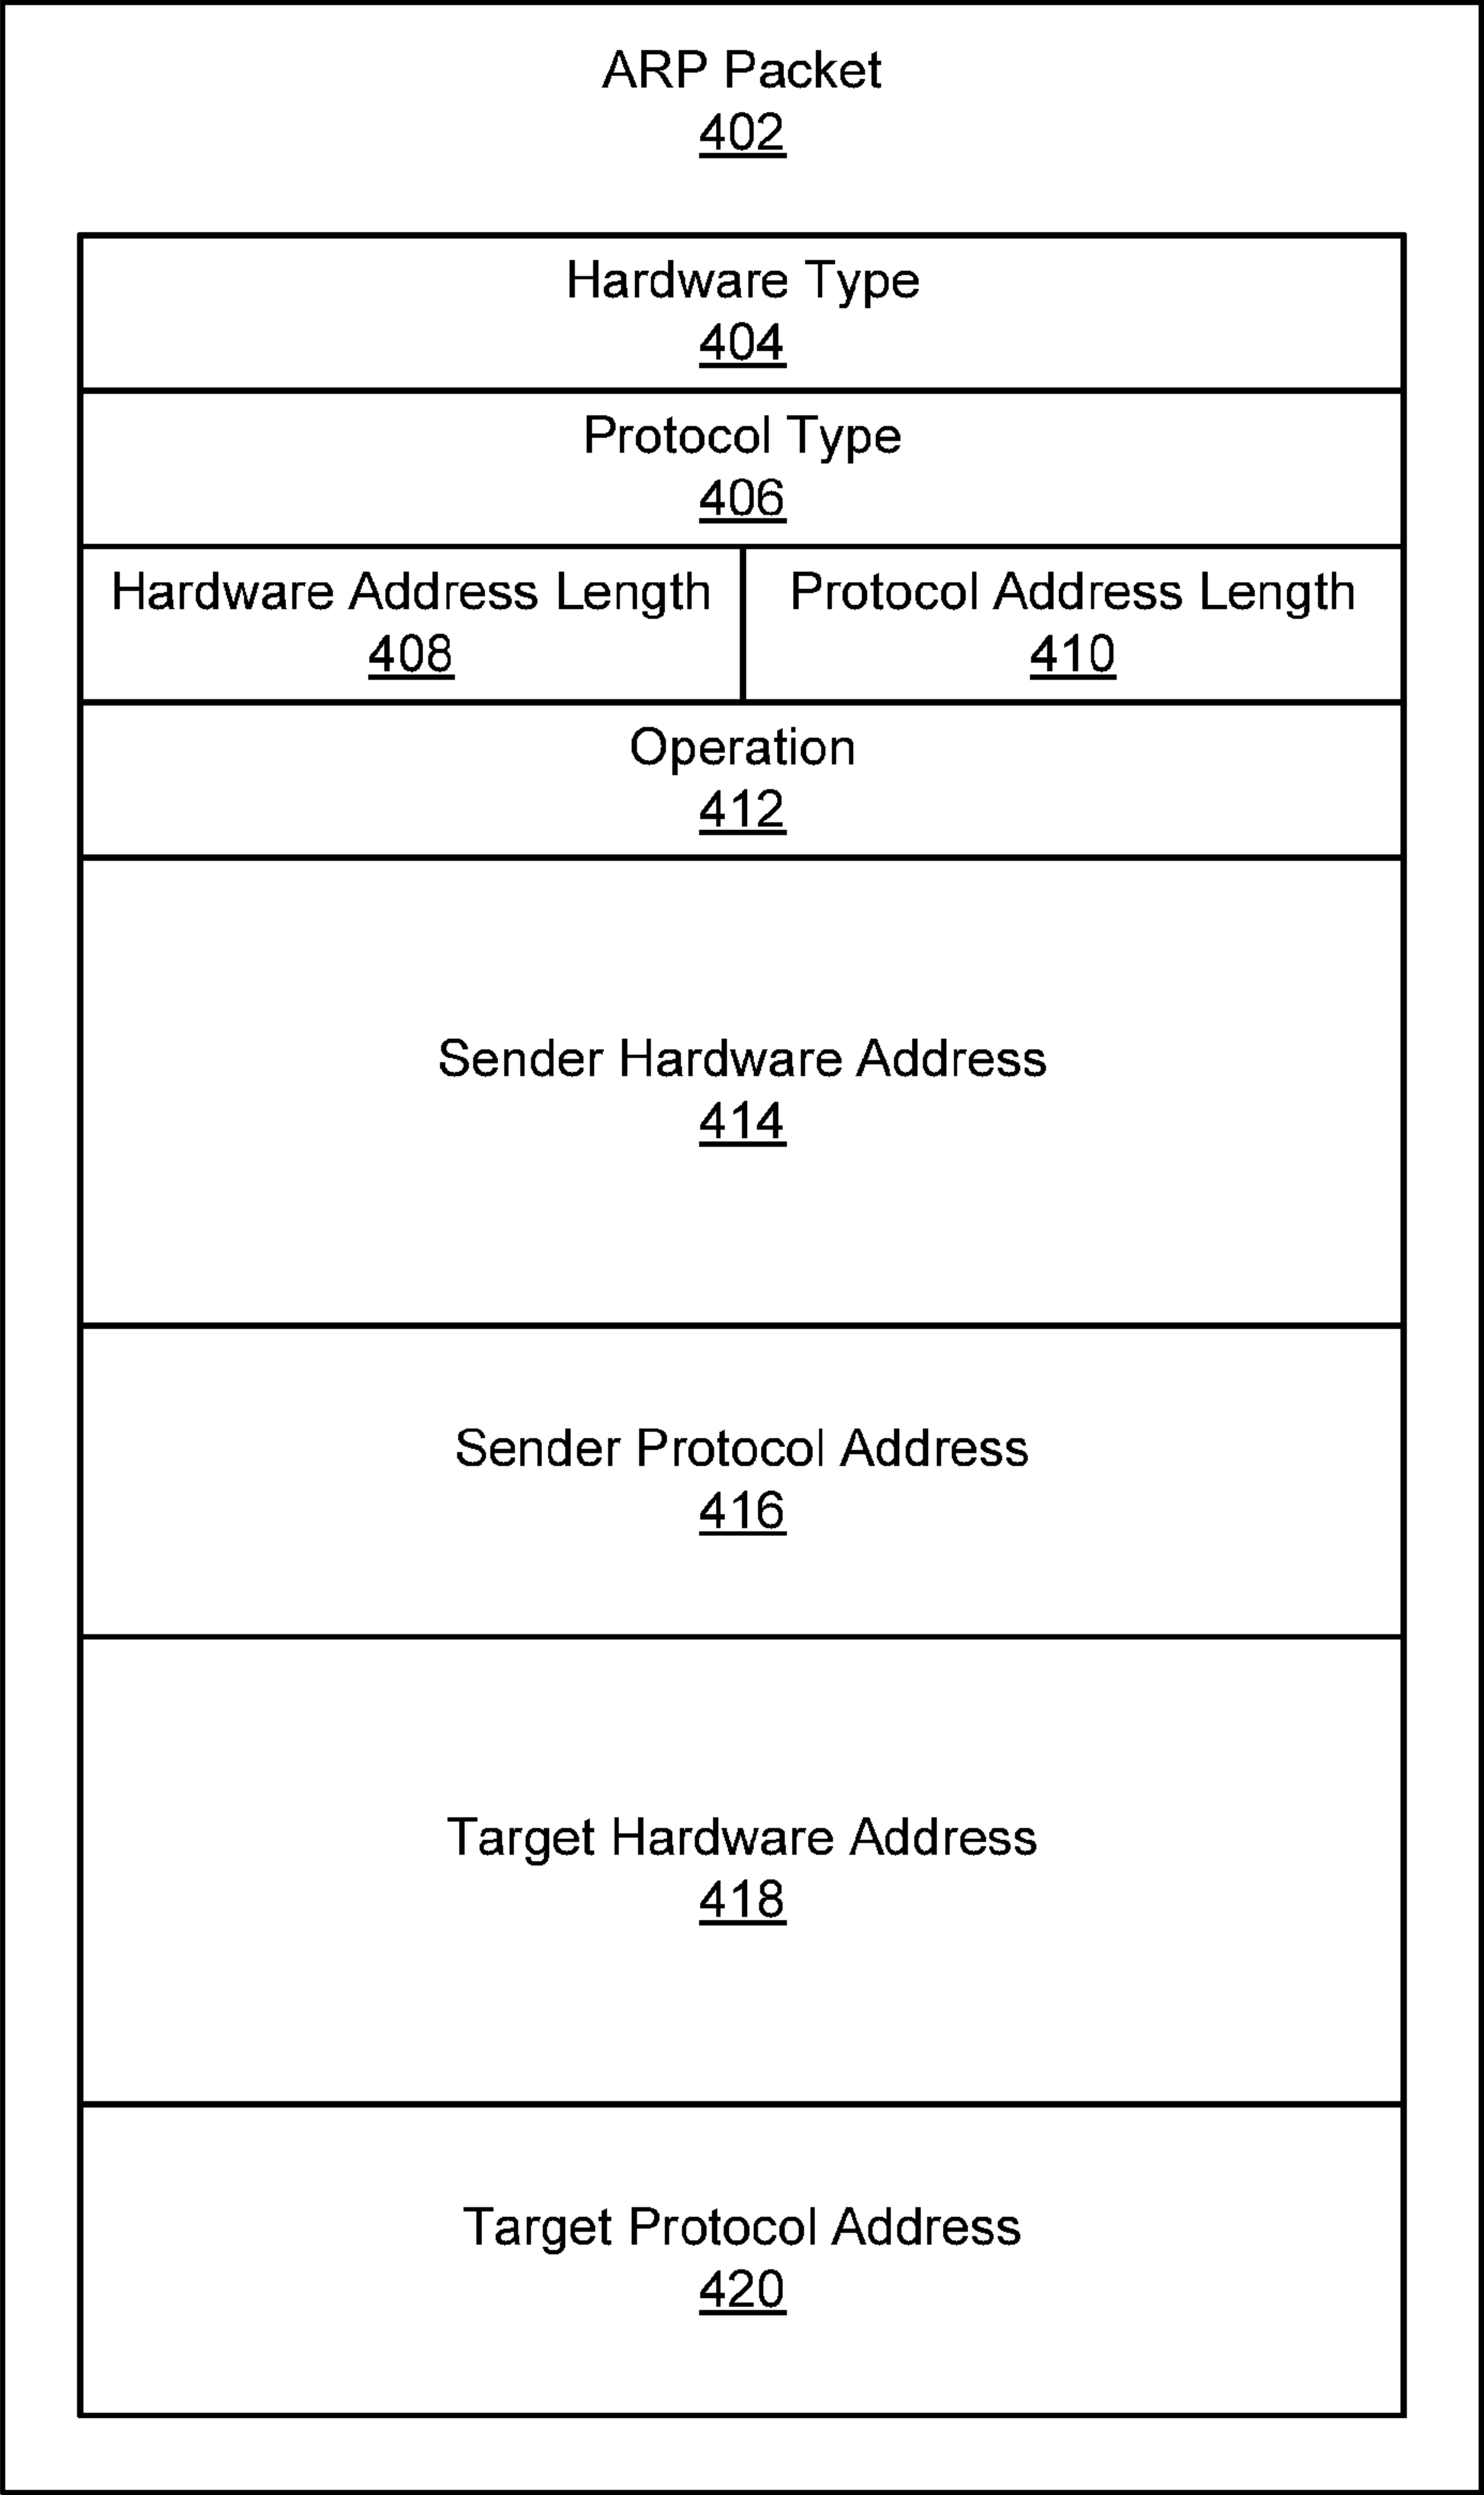 ARP Packet
402
Hardware Type
404
Protocol Type
406
Hardware Address Length
408
Protocol Address Length
410
Operation
412
Sender Hardware Address
414
Sender Protocol Address
416
Target Hardware Address
418
Target Protocol Address
420